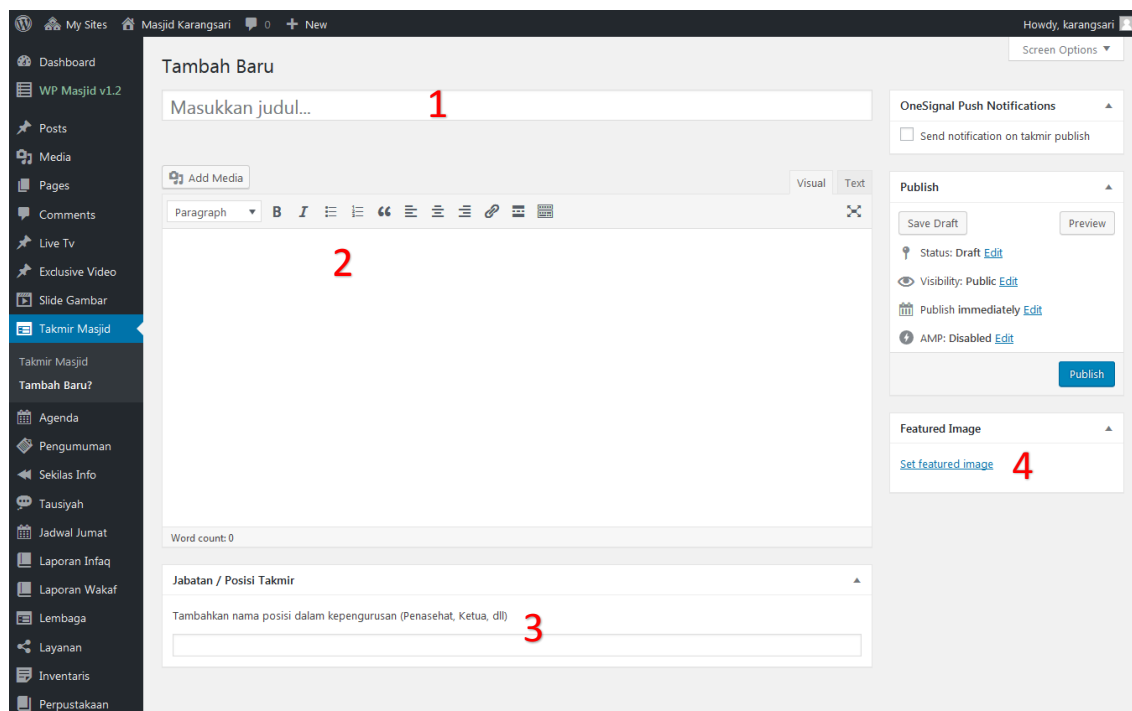 My Sites Masjid Karangsari 0 New Howdy, karangsari
Screen Options ▼
Dashboard
WP Masjid v1.2
Posts
Media
Pages
Comments
Live Tv
Exclusive Video
Slide Gambar
Takmir Masjid
Takmir Masjid
Tambah Baru?
Agenda
Pengumuman
Sekilas Info
Tausiyah
Jadwal Jumat
Laporan Infaq
Laporan Wakaf
Lembaga
Layanan
Inventaris
Perpustakaan
Tambah Baru
Masukkan judul... 1
Add Media
Visual Text
Paragraph ▼ B I
2
Word count: 0
Jabatan / Posisi Takmir
Tambahkan nama posisi dalam kepengurusan (Penasehat, Ketua, dll)
3
OneSignal Push Notifications
Send notification on takmir publish
Publish
Save Draft Preview
Status: Draft Edit
Visibility: Public Edit
Publish immediately Edit
AMP: Disabled Edit
Publish
Featured Image
Set featured image 4